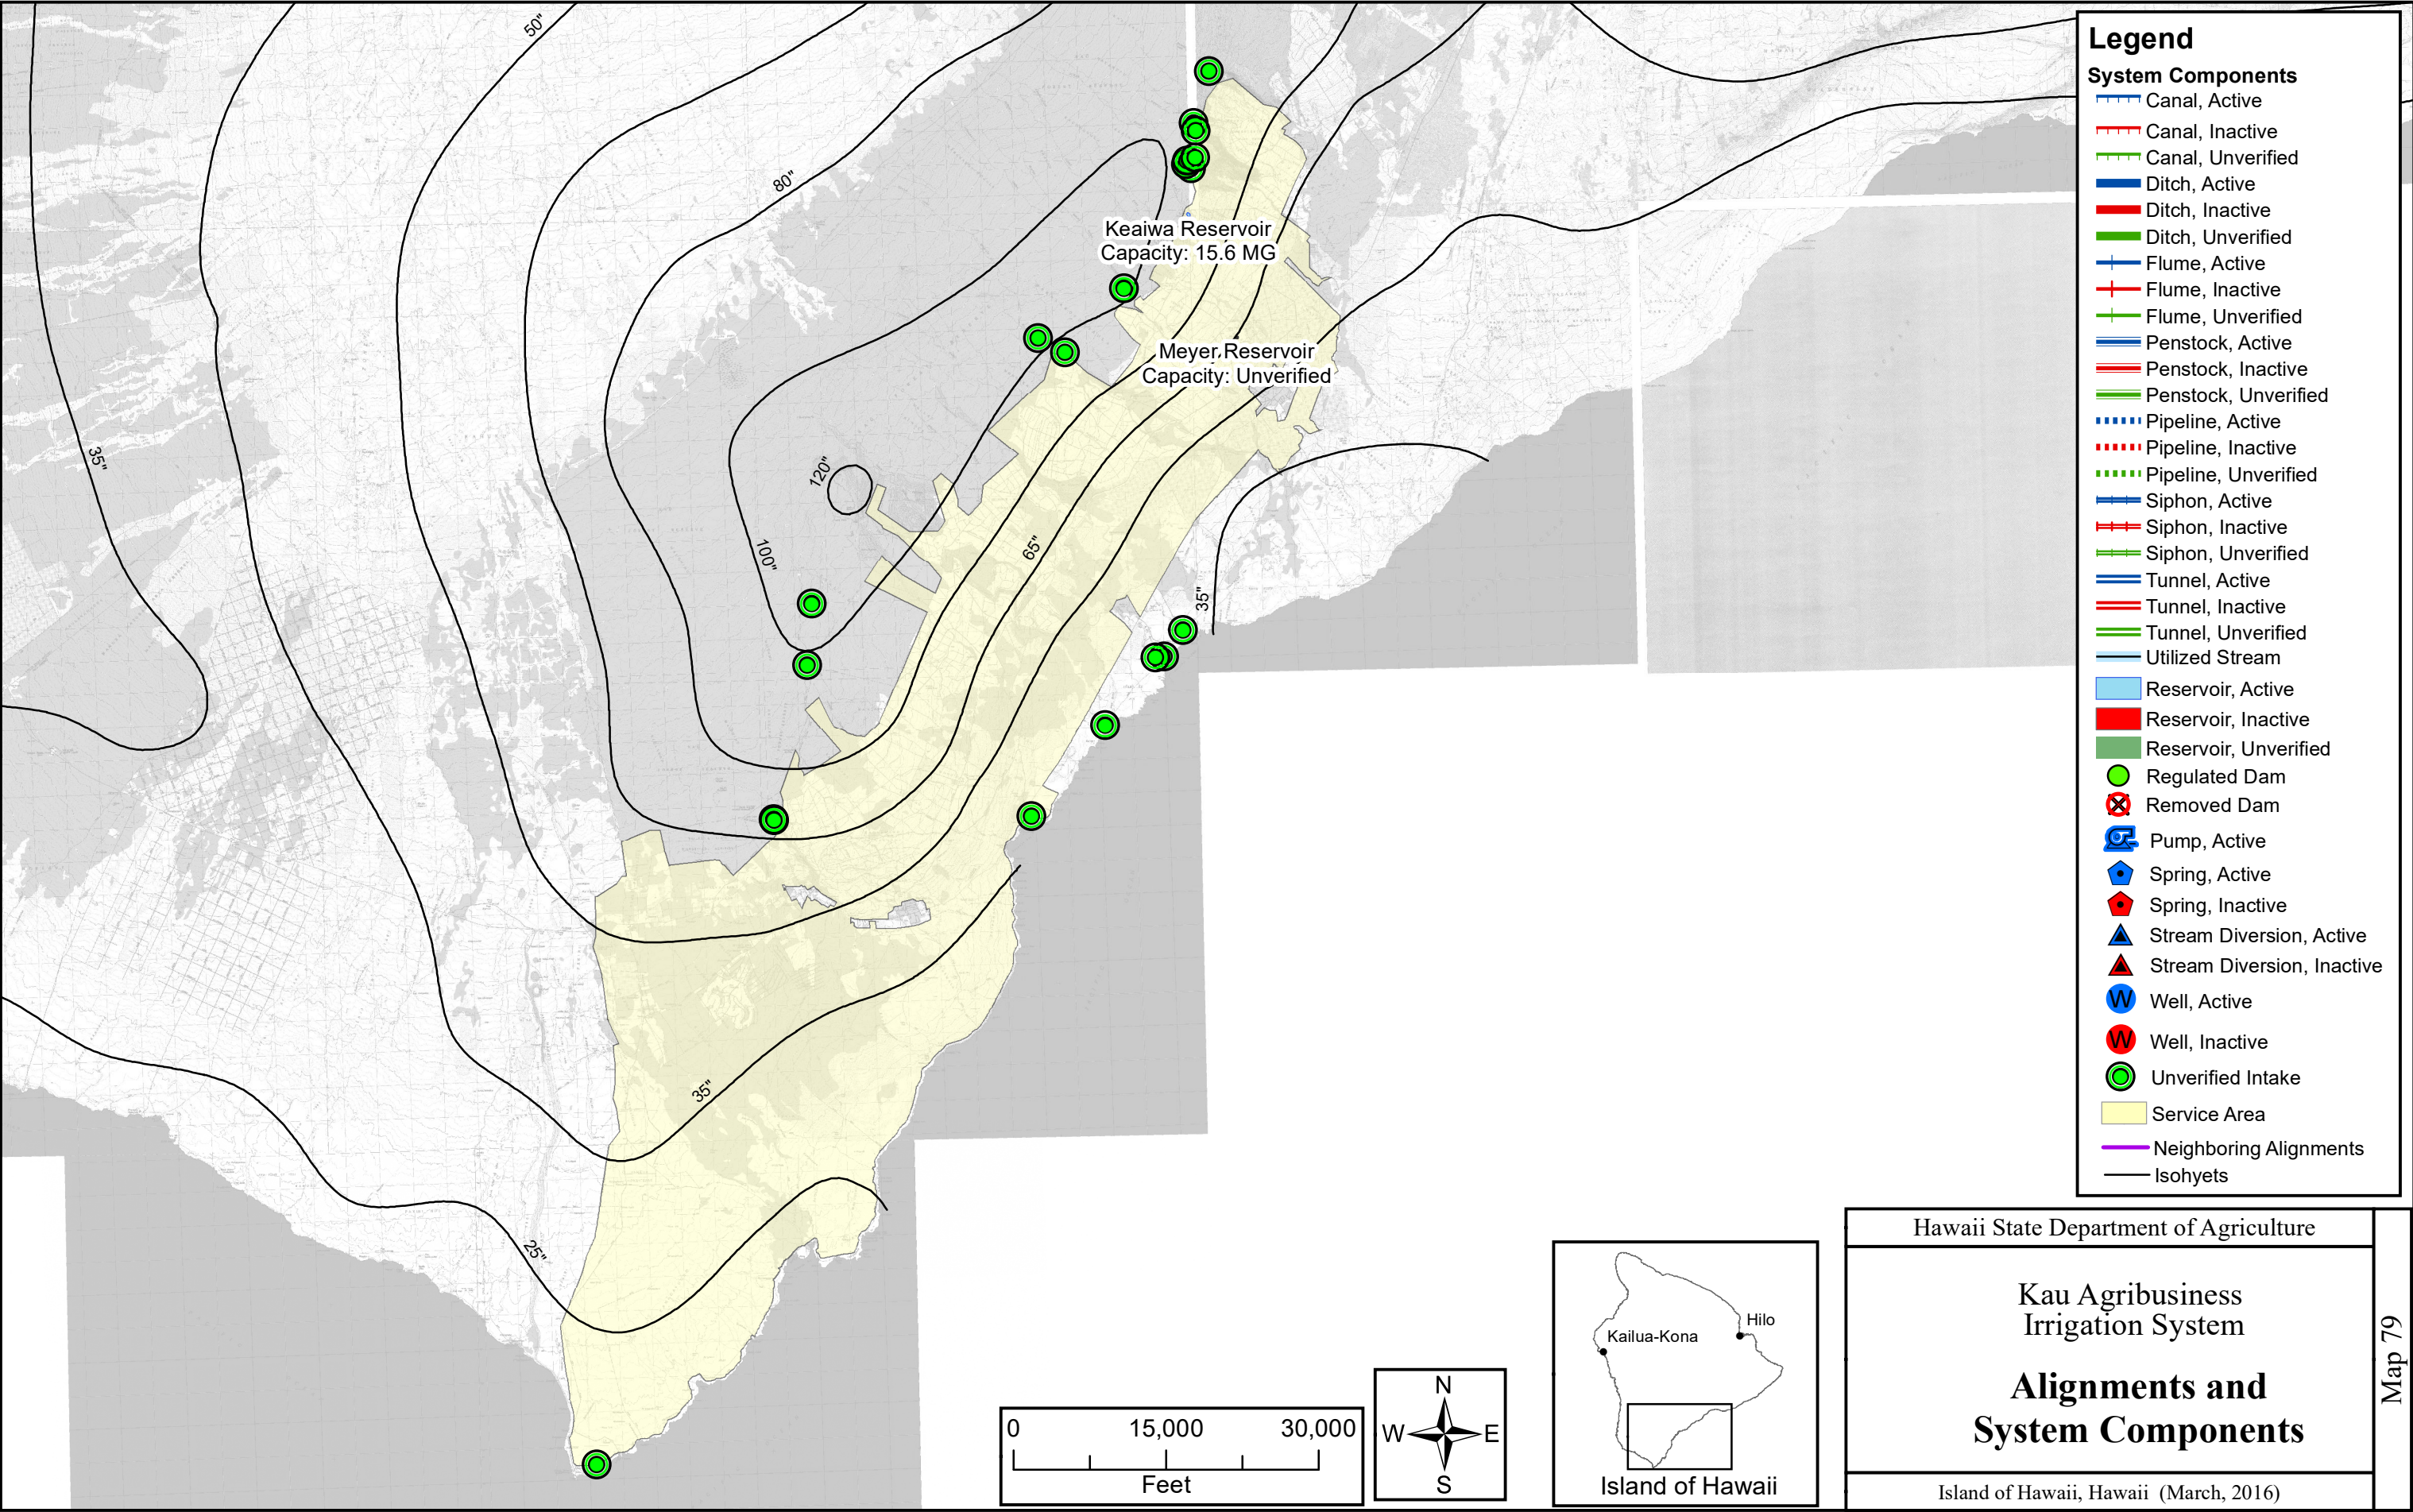 50"
80"
Keaiwa Reservoir
Capacity: 15.6 MG
Meyer Reservoir
Capacity: Unverified
35"
120"
100"
65"
35"
35"
25"
Legend
System Components
Canal, Active
Canal, Inactive
Canal, Unverified
Ditch, Active
Ditch, Inactive
Ditch, Unverified
Flume, Active
Flume, Inactive
Flume, Unverified
Penstock, Active
Penstock, Inactive
Penstock, Unverified
Pipeline, Active
Pipeline, Inactive
Pipeline, Unverified
Siphon, Active
Siphon, Inactive
Siphon, Unverified
Tunnel, Active
Tunnel, Inactive
Tunnel, Unverified
Utilized Stream
Reservoir, Active
Reservoir, Inactive
Reservoir, Unverified
Regulated Dam
Removed Dam
Pump, Active
Spring, Active
Spring, Inactive
Stream Diversion, Active
Stream Diversion, Inactive
W Well, Active
W Well, Inactive
Unverified Intake
Service Area
Neighboring Alignments
Isohyets
0 15,000 30,000
Feet
N
W E
S
Hilo
Kailua-Kona
Island of Hawaii
Hawaii State Department of Agriculture
Kau Agribusiness
Irrigation System
Alignments and
System Components
Island of Hawaii, Hawaii (March, 2016)
Map 79